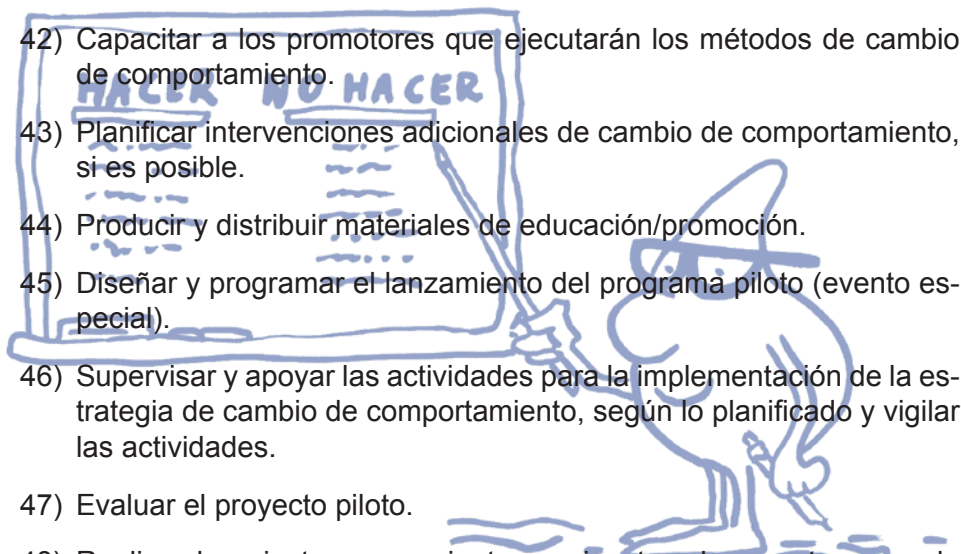 42) Capacitar a los promotores que ejecutarán los métodos de cambio
de comportamiento.
HACER NO HACER
43) Planificar intervenciones adicionales de cambio de comportamiento,
si es posible.
44) Producir y distribuir materiales de educación/promoción.
45) Diseñar y programar el lanzamiento del programa piloto (evento es-
pecial).
46) Supervisar y apoyar las actividades para la implementación de la es-
trategia de cambio de comportamiento, según lo planificado y vigilar
las actividades.
47) Evaluar el proyecto piloto.